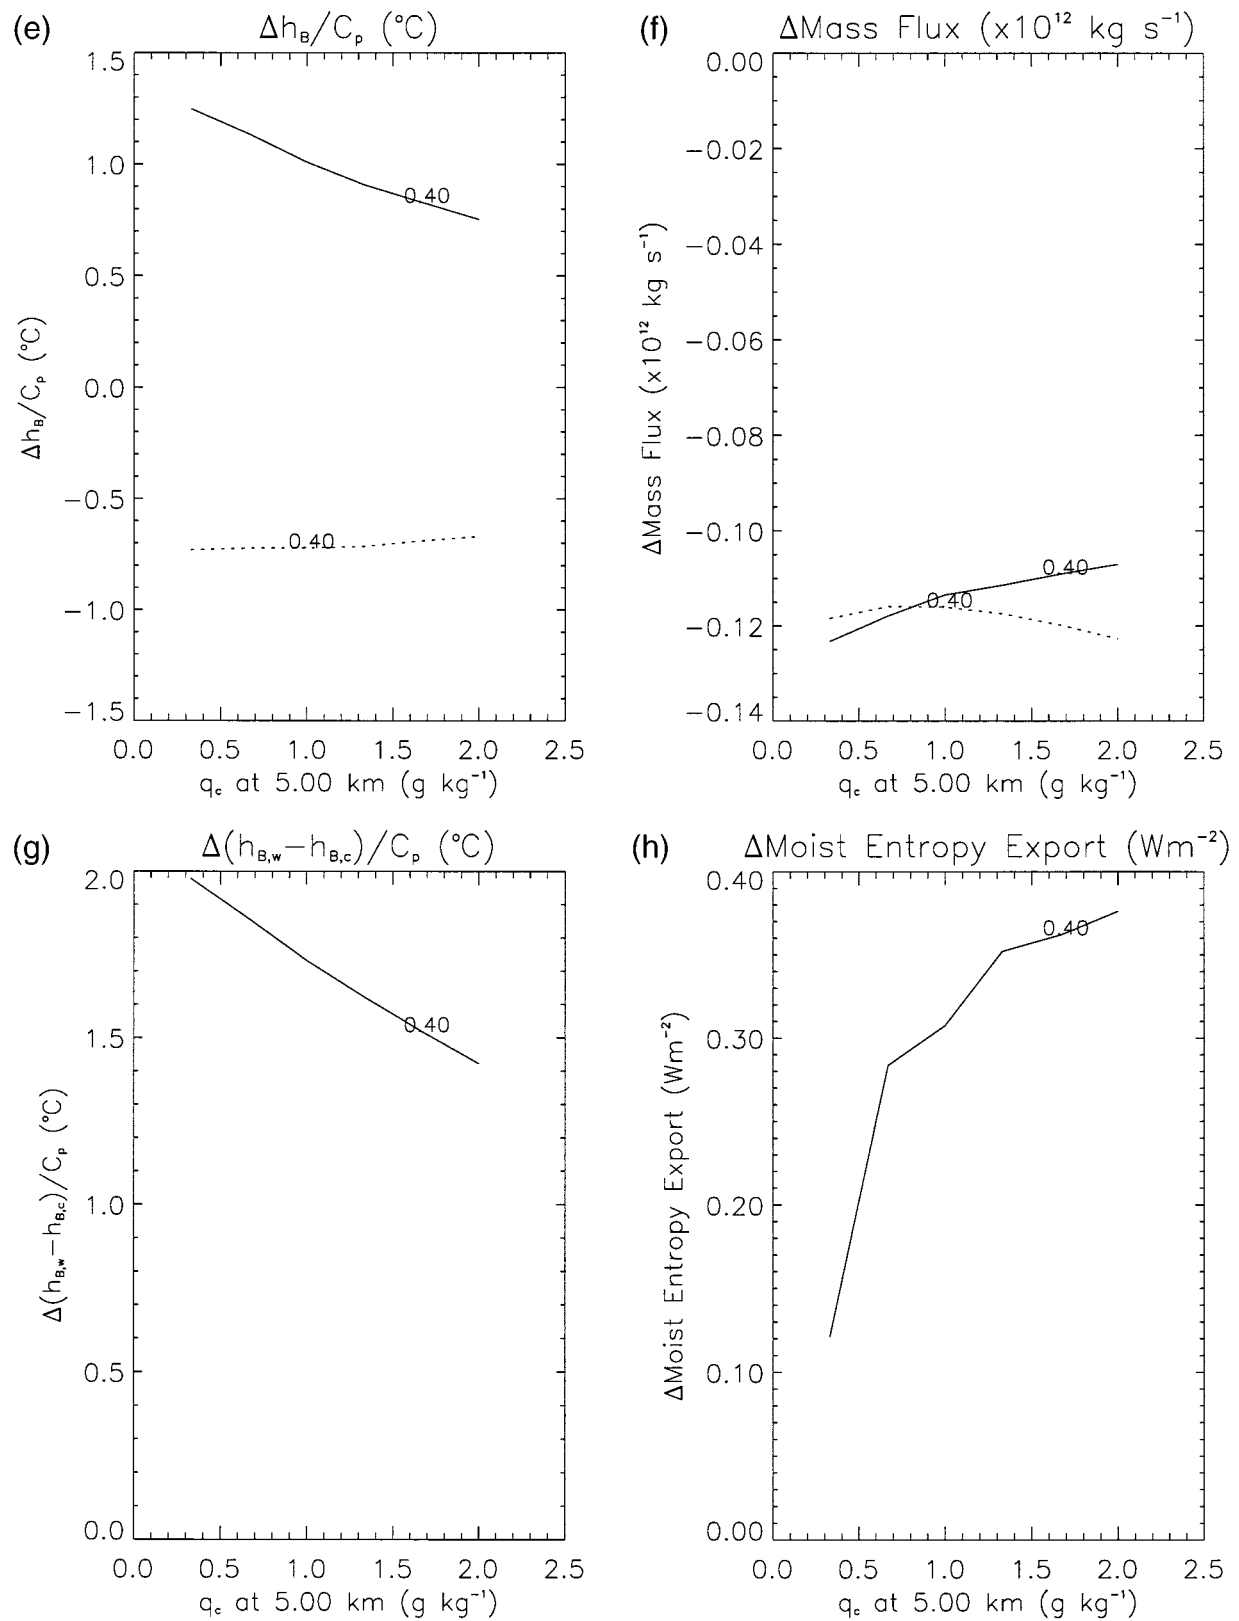 (e) Δh_B/C_p (°C)
1.5
1.0
0.5
0.0
−0.5
−1.0
−1.5
Δh_B/C_p (°C)
0.40
0.40
0.0 0.5 1.0 1.5 2.0 2.5
q_c at 5.00 km (g kg⁻¹)
(f) ΔMass Flux (x10¹² kg s⁻¹)
0.00
−0.02
−0.04
−0.06
−0.08
−0.10
−0.12
−0.14
ΔMass Flux (x10¹² kg s⁻¹)
0.40
0.40
0.0 0.5 1.0 1.5 2.0 2.5
q_c at 5.00 km (g kg⁻¹)
(g) Δ(h_B,w−h_B,c)/C_p (°C)
2.0
1.5
1.0
0.5
0.0
Δ(h_B,w−h_B,c)/C_p (°C)
0.40
0.0 0.5 1.0 1.5 2.0 2.5
q_c at 5.00 km (g kg⁻¹)
(h) ΔMoist Entropy Export (Wm⁻²)
0.40
0.30
0.20
0.10
0.00
ΔMoist Entropy Export (Wm⁻²)
0.40
0.0 0.5 1.0 1.5 2.0 2.5
q_c at 5.00 km (g kg⁻¹)